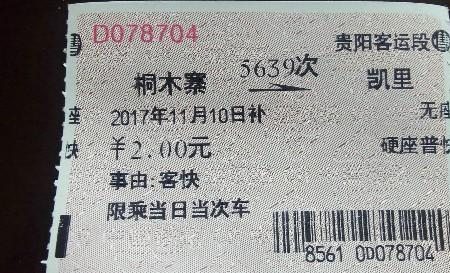 D078704 贵阳客运段
桐木寨 5639次 凯里
座 2017年11月10日补 无座
快 ￥2.00元 硬座普快
事由:客快
限乘当日当次车
8561 0D078704